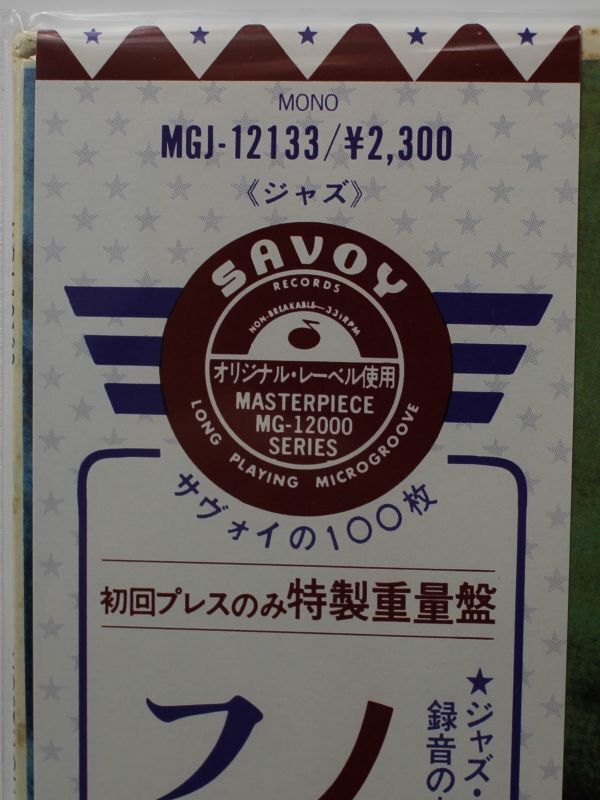 MONO
MGJ-12133/¥2,300
《ジャズ》
SAVOY
RECORDS
NON-BREAKABLE—33⅓RPM
オリジナル・レーベル使用
MASTERPIECE
MG-12000
SERIES
LONG PLAYING MICROGROOVE
サヴォイの100枚
初回プレスのみ特製重量盤
★ジャズ・
録音の